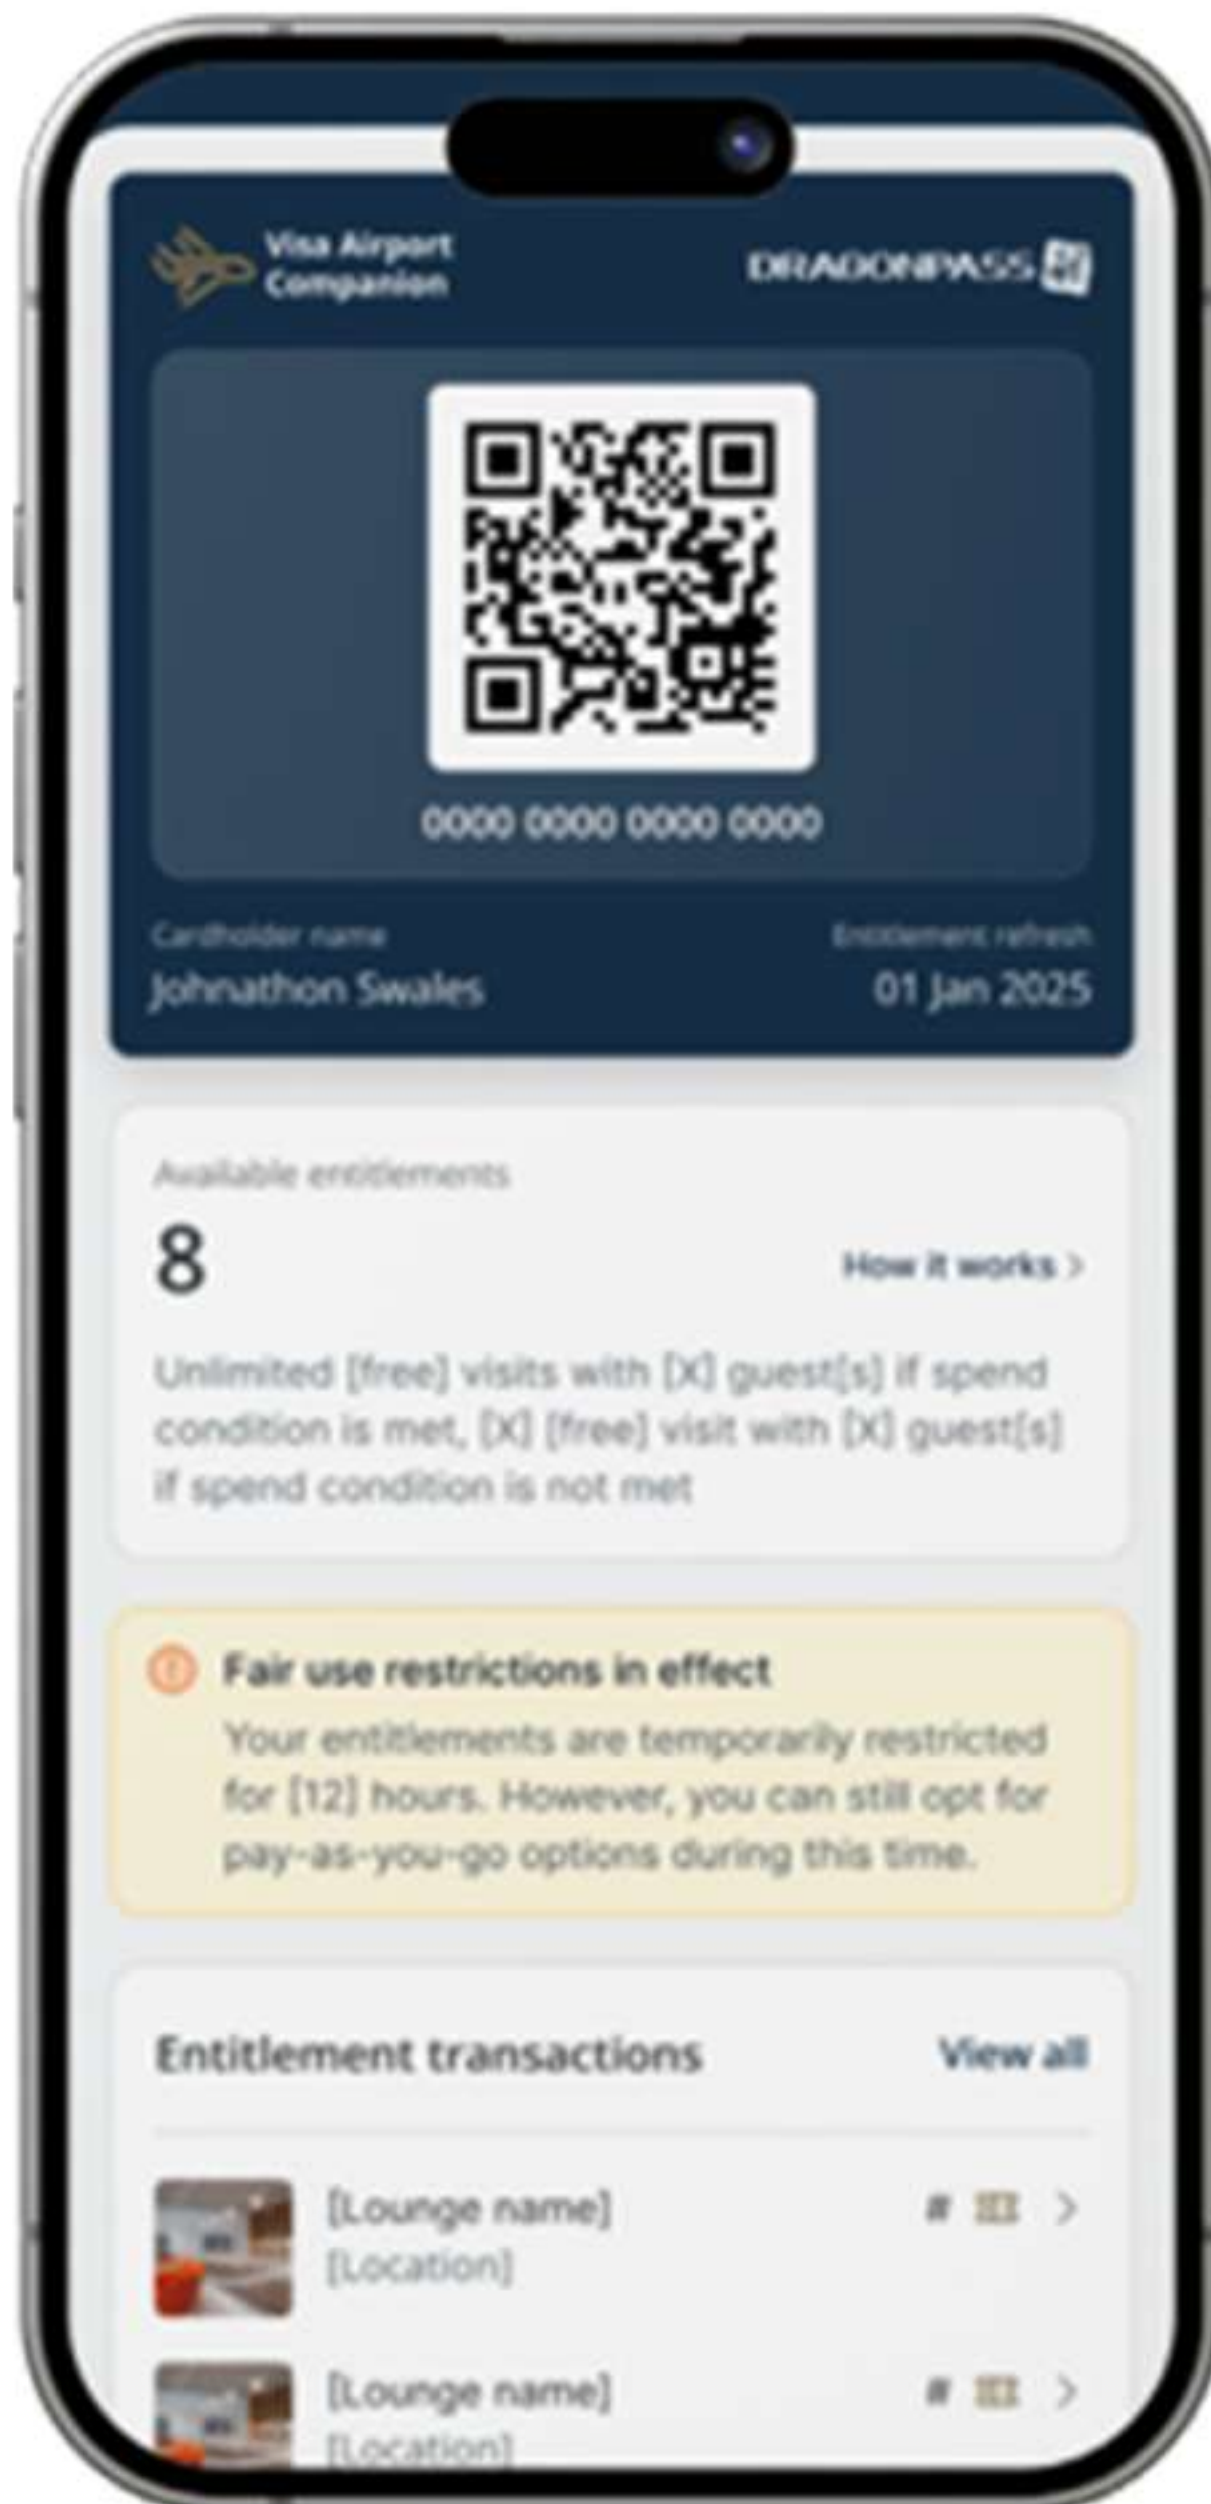 Visa Airport
Companion
DRAGONPASS
0000 0000 0000 0000
Cardholder name
Entitlement refresh
Johnathon Swales
01 Jan 2025
Available entitlements
8
How it works >
Unlimited [free] visits with [X] guest[s] if spend
condition is met, [X] [free] visit with [X] guest[s]
if spend condition is not met
Fair use restrictions in effect
Your entitlements are temporarily restricted
for [12] hours. However, you can still opt for
pay-as-you-go options during this time.
Entitlement transactions
View all
[Lounge name]
#
[Location]
[Lounge name]
#
[Location]